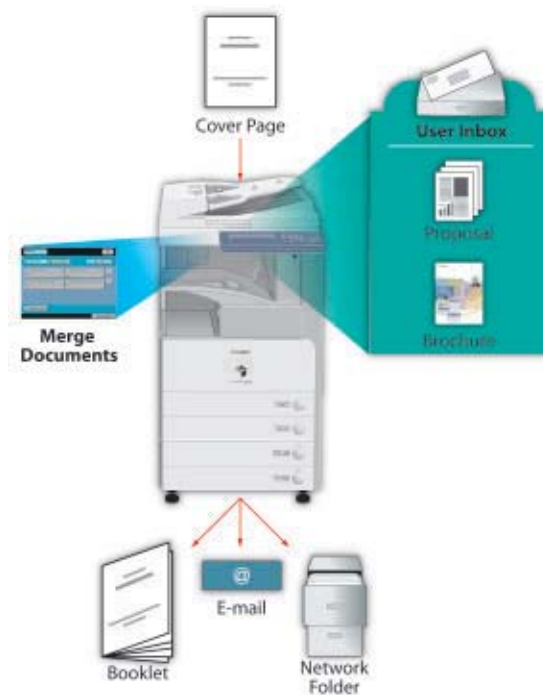 Cover Page
User Inbox
Proposal
Brochure
Merge
Documents
@
E-mail
Booklet
Network
Folder